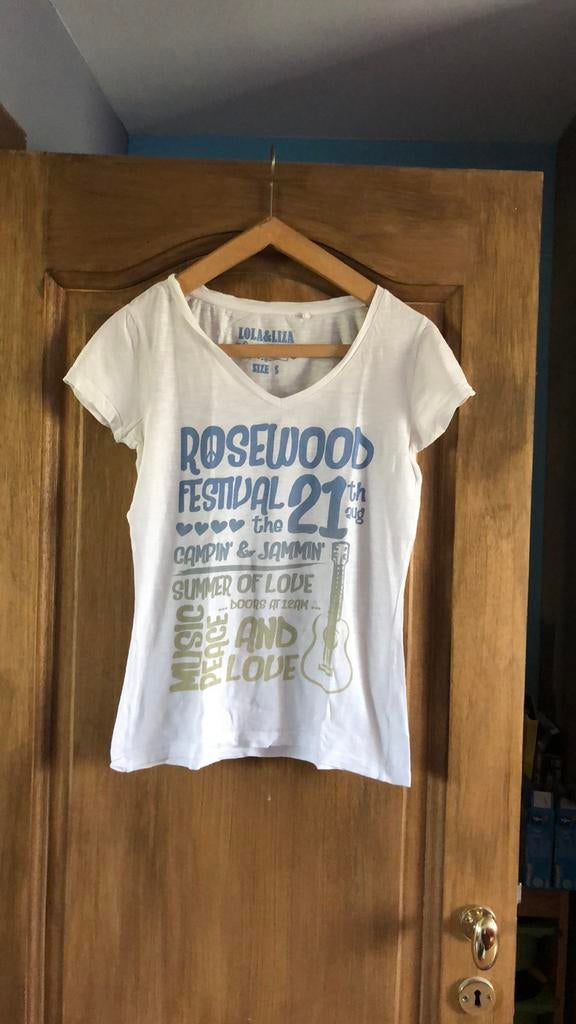 LOLA&LIZA
SIZE S
ROSEWOOD
FESTIVAL the 21th aug
CAMPIN' & JAMMIN'
SUMMER OF LOVE
... DOORS AT 12AM ...
MUSIC
PEACE
AND
LOVE